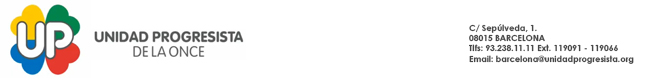 UP
UNIDAD PROGRESISTA
DE LA ONCE
C/ Sepúlveda, 1.
08015 BARCELONA
Tlfs: 93.238.11.11 Ext. 119091 - 119066
Email: barcelona@unidadprogresista.org